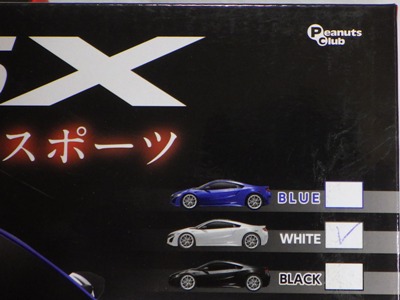 Peanuts
Club
SX
スポーツ
BLUE
WHITE
BLACK